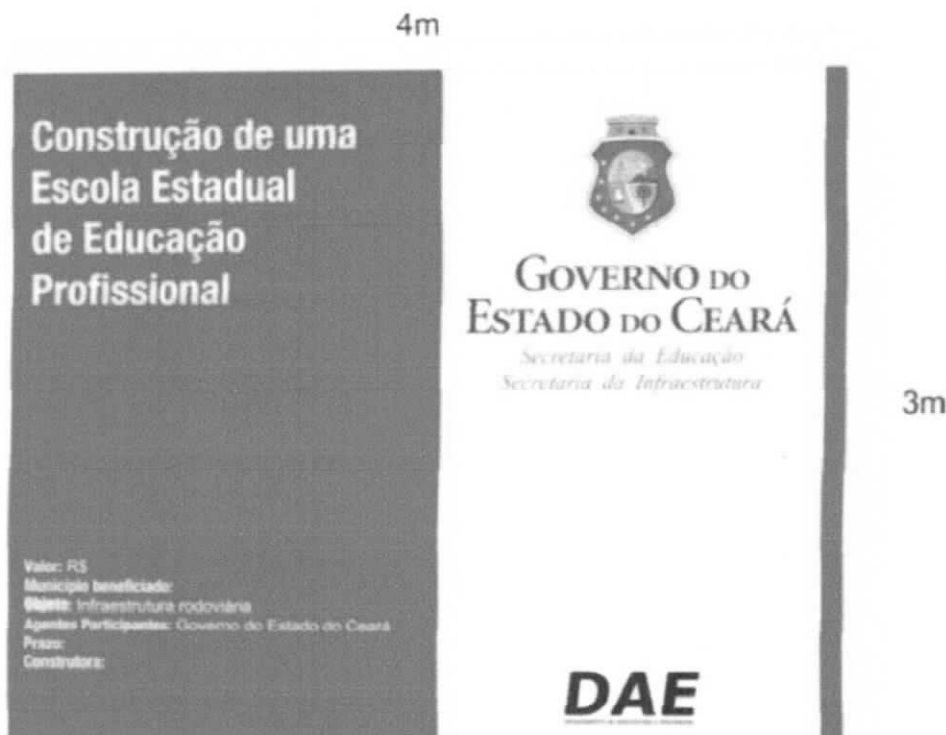 4m
Construção de uma
Escola Estadual
de Educação
Profissional
Valor: R$
Município beneficiado:
Objeto: Infraestrutura rodoviária
Agentes Participantes: Governo do Estado do Ceará
Prazo:
Construtora:
GOVERNO DO
ESTADO DO CEARÁ
Secretaria da Educação
Secretaria da Infraestrutura
DAE
3m